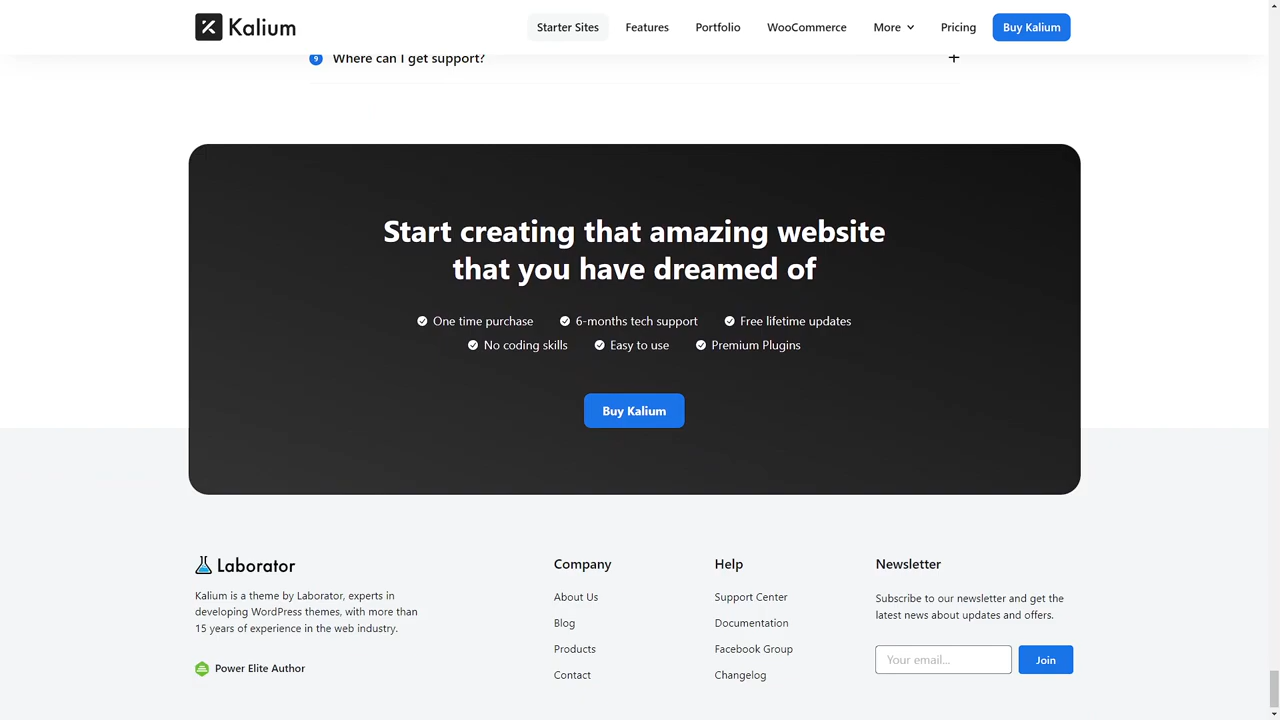 Kalium
Starter Sites
Features
Portfolio
WooCommerce
More
Pricing
Buy Kalium
9 Where can I get support?
Start creating that amazing website
that you have dreamed of
One time purchase
6-months tech support
Free lifetime updates
No coding skills
Easy to use
Premium Plugins
Buy Kalium
Laborator
Kalium is a theme by Laborator, experts in
developing WordPress themes, with more than
15 years of experience in the web industry.
Power Elite Author
Company
About Us
Blog
Products
Contact
Help
Support Center
Documentation
Facebook Group
Changelog
Newsletter
Subscribe to our newsletter and get the
latest news about updates and offers.
Your email...
Join